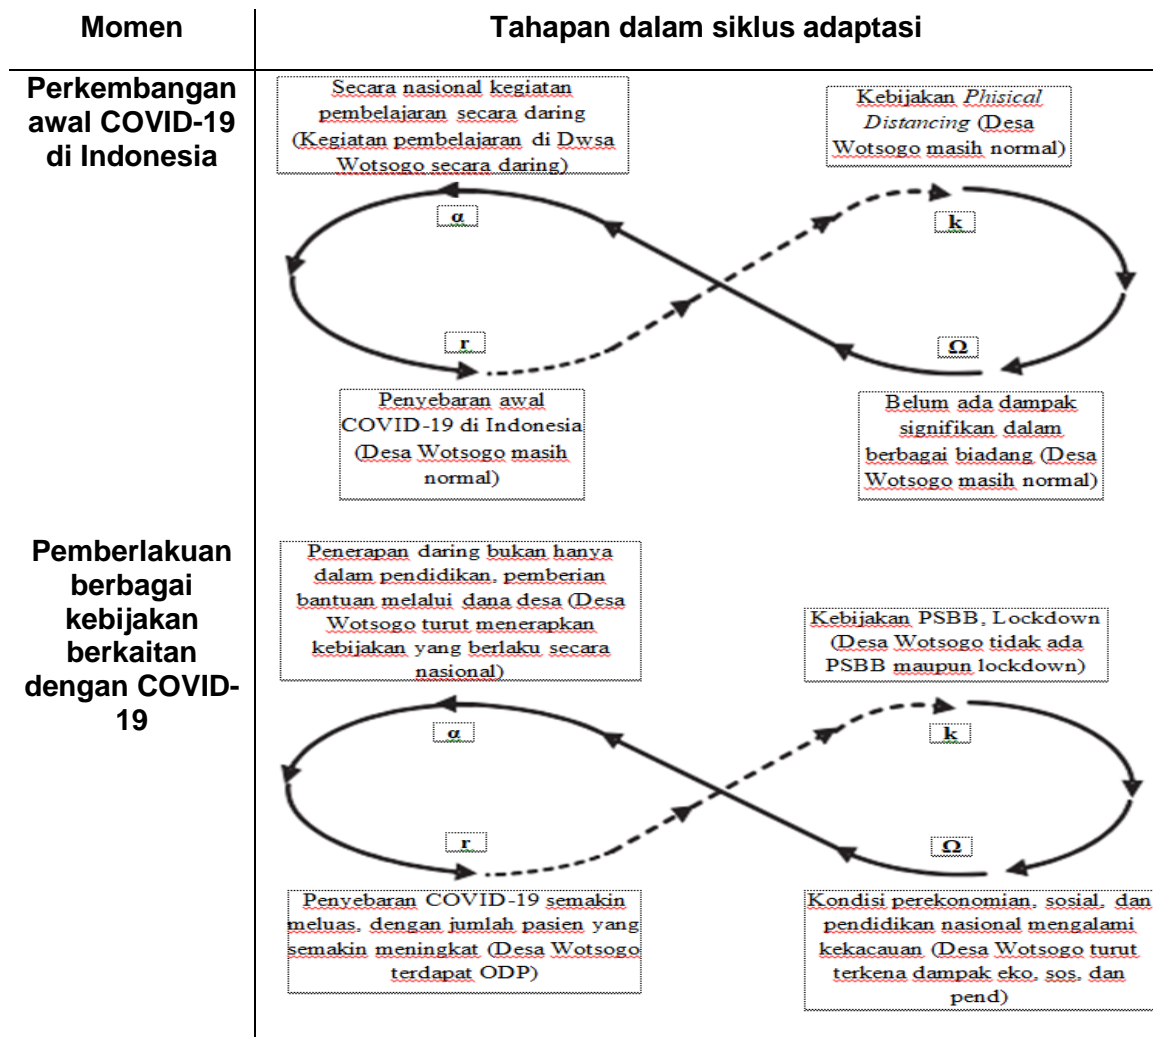 Momen
Tahapan dalam siklus adaptasi
Perkembangan
awal COVID-19
di Indonesia
Secara nasional kegiatan
pembelajaran secara daring
(Kegiatan pembelajaran di Dwsa
Wotsogo secara daring)
Kebijakan Phisical
Distancing (Desa
Wotsogo masih normal)
α
k
r
Ω
Penyebaran awal
COVID-19 di Indonesia
(Desa Wotsogo masih
normal)
Belum ada dampak
signifikan dalam
berbagai biadang (Desa
Wotsogo masih normal)
Pemberlakuan
berbagai
kebijakan
berkaitan
dengan COVID-
19
Penerapan daring bukan hanya
dalam pendidikan, pemberian
bantuan melalui dana desa (Desa
Wotsogo turut menerapkan
kebijakan yang berlaku secara
nasional)
Kebijakan PSBB, Lockdown
(Desa Wotsogo tidak ada
PSBB maupun lockdown)
α
k
r
Ω
Penyebaran COVID-19 semakin
meluas, dengan jumlah pasien yang
semakin meningkat (Desa Wotsogo
terdapat ODP)
Kondisi perekonomian, sosial, dan
pendidikan nasional mengalami
kekacauan (Desa Wotsogo turut
terkena dampak eko, sos, dan
pend)